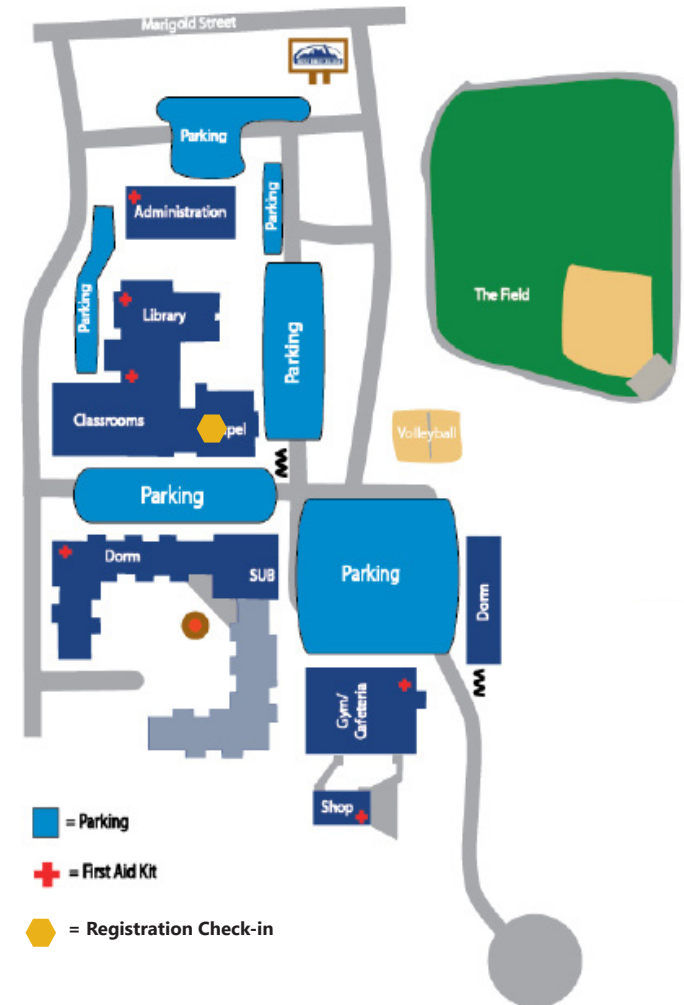 Marigold Street
Parking
Administration
Parking
Parking
Library
Parking
The Field
Classrooms
pel
Volleyball
Parking
Dorm
SUB
Parking
Dorm
Gym/
Cafeteria
Shop
= Parking
= First Aid Kit
= Registration Check-in